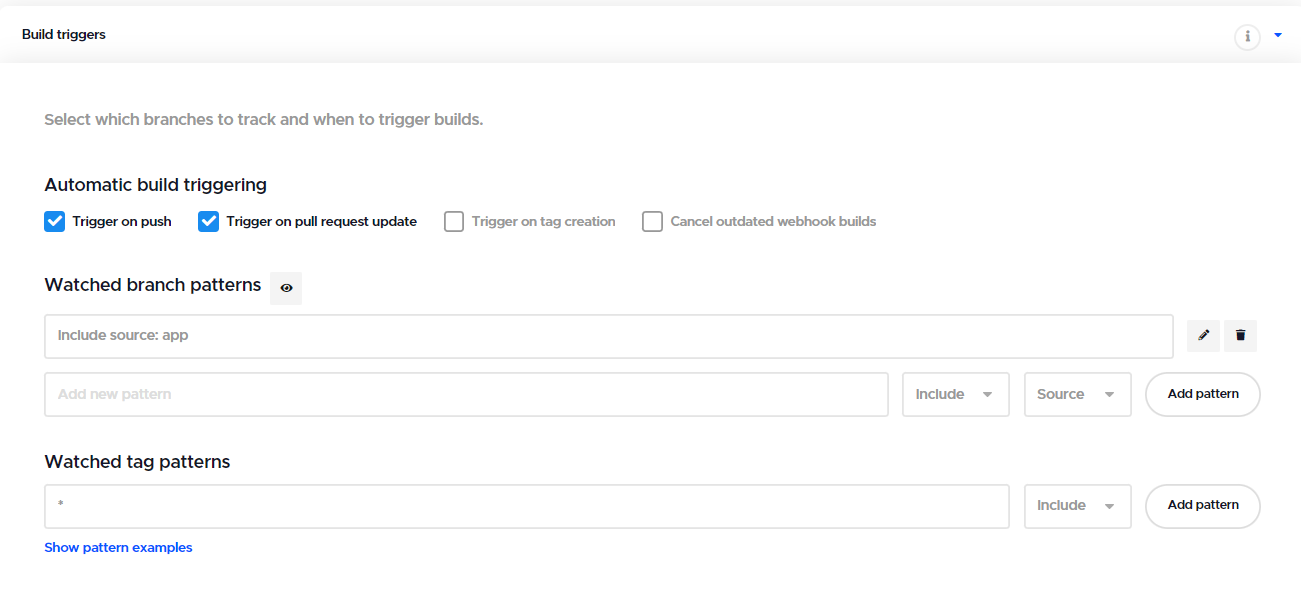 Build triggers
Select which branches to track and when to trigger builds.
Automatic build triggering
Trigger on push Trigger on pull request update Trigger on tag creation Cancel outdated webhook builds
Watched branch patterns
Include source: app
Add new pattern Include Source Add pattern
Watched tag patterns
* Include Add pattern
Show pattern examples